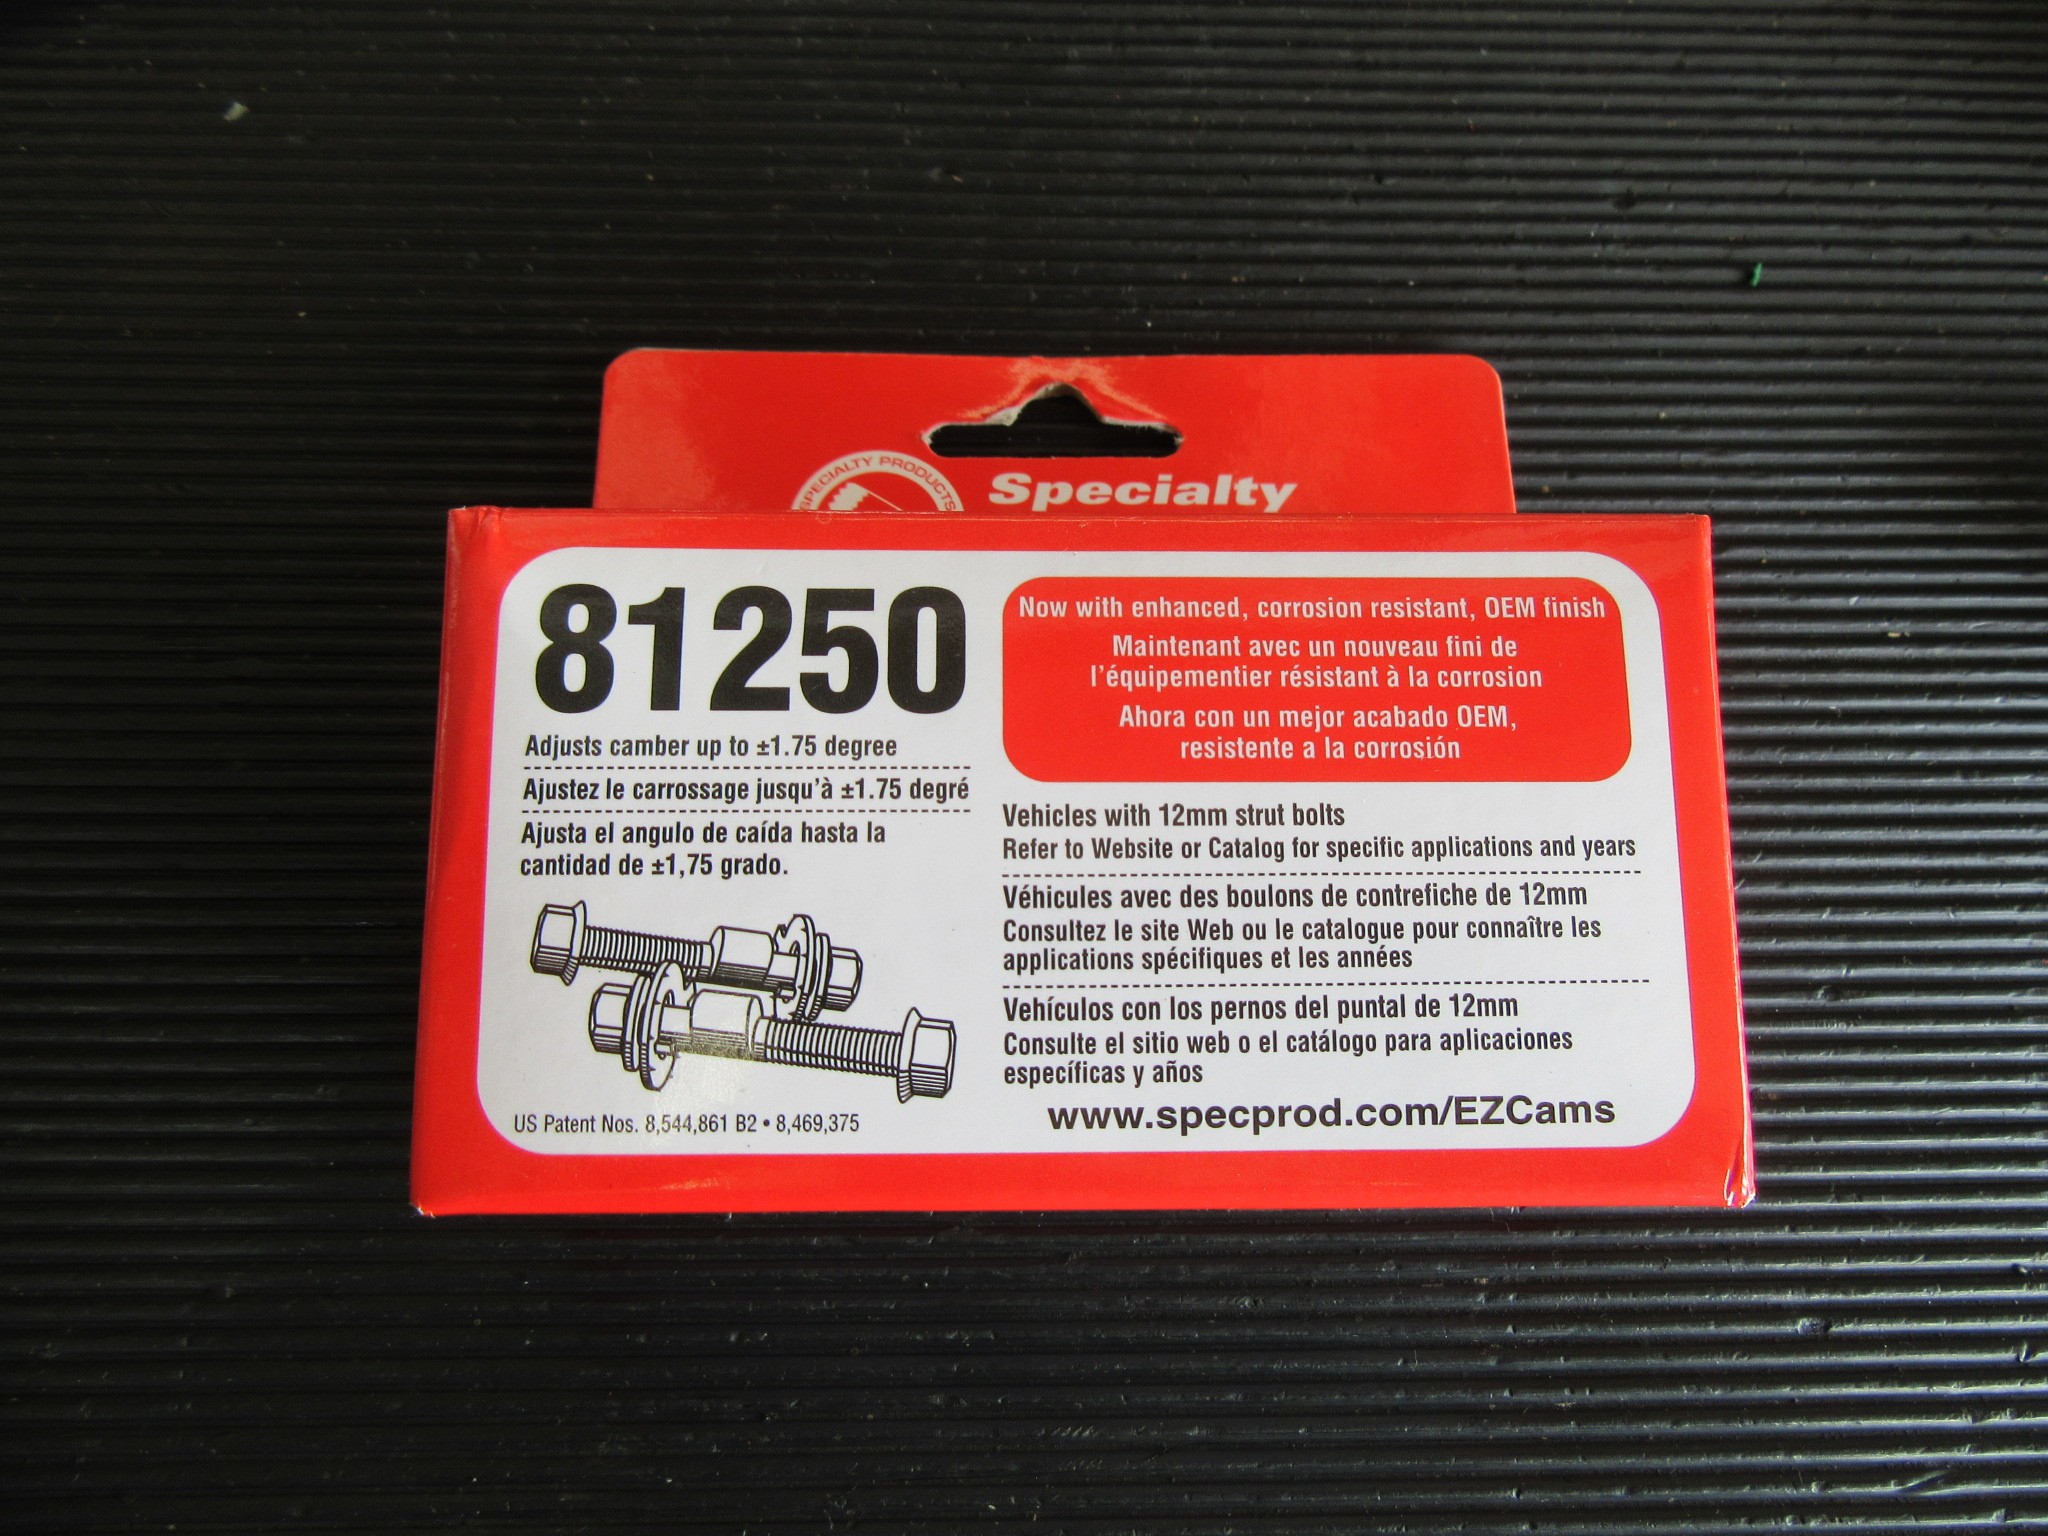 SPECIALTY PRODUCTS
Specialty
81250
Adjusts camber up to ±1.75 degree
Ajustez le carrossage jusqu'à ±1.75 degré
Ajusta el angulo de caída hasta la
cantidad de ±1,75 grado.
US Patent Nos. 8,544,861 B2 • 8,469,375
Now with enhanced, corrosion resistant, OEM finish
Maintenant avec un nouveau fini de
l'équipementier résistant à la corrosion
Ahora con un mejor acabado OEM,
resistente a la corrosión
Vehicles with 12mm strut bolts
Refer to Website or Catalog for specific applications and years
Véhicules avec des boulons de contrefiche de 12mm
Consultez le site Web ou le catalogue pour connaître les
applications spécifiques et les années
Vehículos con los pernos del puntal de 12mm
Consulte el sitio web o el catálogo para aplicaciones
específicas y años
www.specprod.com/EZCams